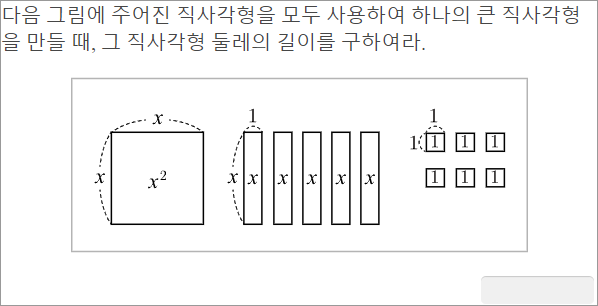 다음 그림에 주어진 직사각형을 모두 사용하여 하나의 큰 직사각형
을 만들 때, 그 직사각형 둘레의 길이를 구하여라.
x 1 1
x x² x x x x x x 1 1 1 1
1 1 1